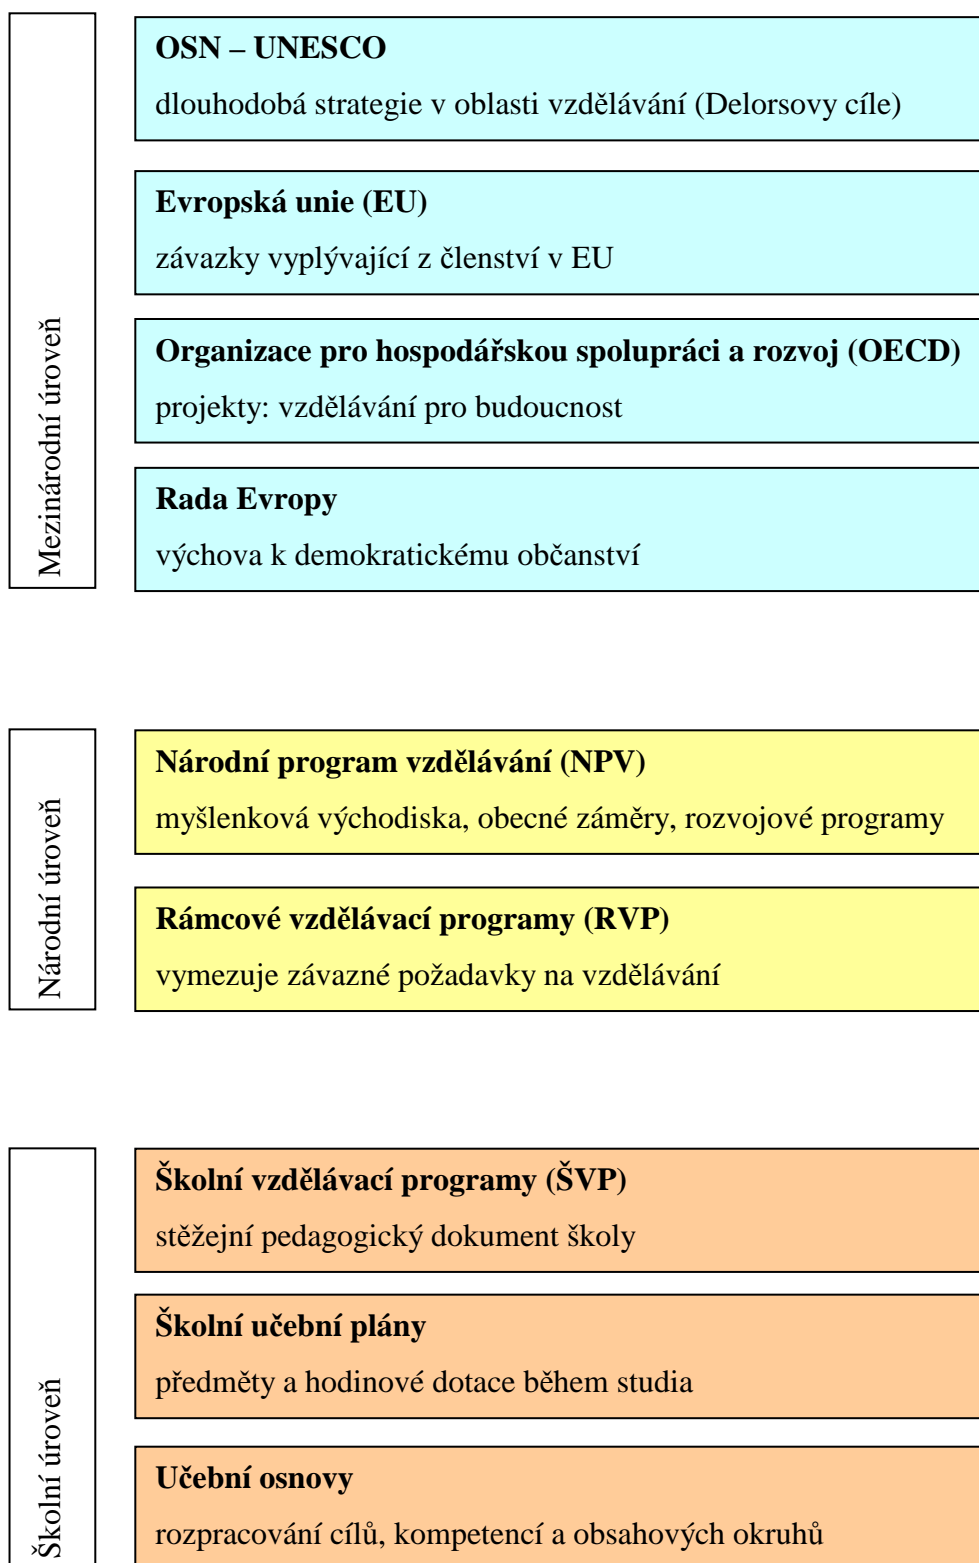 Mezinárodní úroveň
OSN – UNESCO
dlouhodobá strategie v oblasti vzdělávání (Delorsovy cíle)
Evropská unie (EU)
závazky vyplývající z členství v EU
Organizace pro hospodářskou spolupráci a rozvoj (OECD)
projekty: vzdělávání pro budoucnost
Rada Evropy
výchova k demokratickému občanství
Národní úroveň
Národní program vzdělávání (NPV)
myšlenková východiska, obecné záměry, rozvojové programy
Rámcové vzdělávací programy (RVP)
vymezuje závazné požadavky na vzdělávání
Školní úroveň
Školní vzdělávací programy (ŠVP)
stěžejní pedagogický dokument školy
Školní učební plány
předměty a hodinové dotace během studia
Učební osnovy
rozpracování cílů, kompetencí a obsahových okruhů